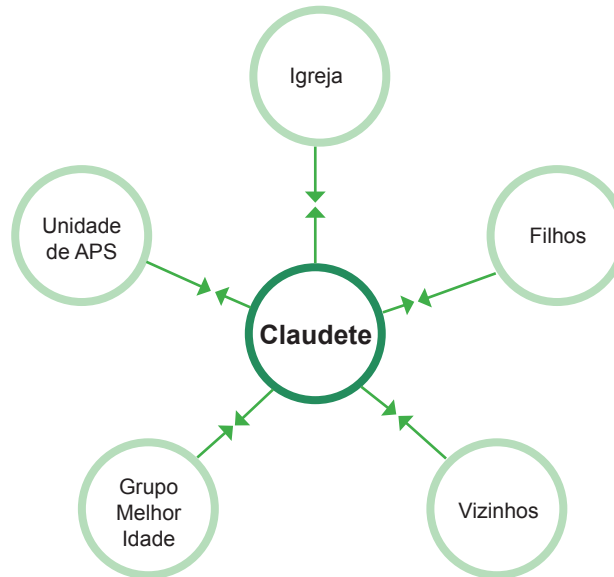 Igreja
Unidade
de APS
Filhos
Claudete
Grupo
Melhor
Idade
Vizinhos